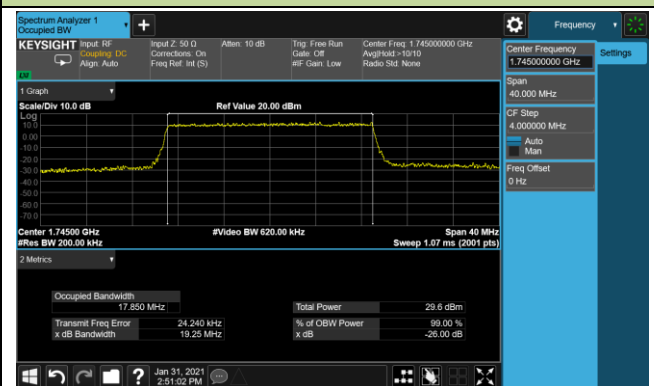 Spectrum Analyzer 1
Occupied BW
+
Frequency
KEYSIGHT
Input: RF
Coupling: DC
Align: Auto
Input Z: 50 Ω
Corrections: On
Freq Ref: Int (S)
Atten: 10 dB
Trig: Free Run
Gate: Off
#IF Gain: Low
Center Freq: 1.745000000 GHz
Avg|Hold:>10/10
Radio Std: None
LXI
Center Frequency
1.745000000 GHz
Settings
Span
40.000 MHz
CF Step
4.000000 MHz
Auto
Man
Freq Offset
0 Hz
1 Graph
Scale/Div 10.0 dB
Ref Value 20.00 dBm
Log
10.0
0.00
-10.0
-20.0
-30.0
-40.0
-50.0
-60.0
-70.0
Center 1.74500 GHz
#Video BW 620.00 kHz
Span 40 MHz
#Res BW 200.00 kHz
Sweep 1.07 ms (2001 pts)
2 Metrics
Occupied Bandwidth
17.850 MHz
Total Power
29.6 dBm
Transmit Freq Error
24.240 kHz
% of OBW Power
99.00 %
x dB Bandwidth
19.25 MHz
x dB
-26.00 dB
?
Jan 31, 2021
2:51:02 PM